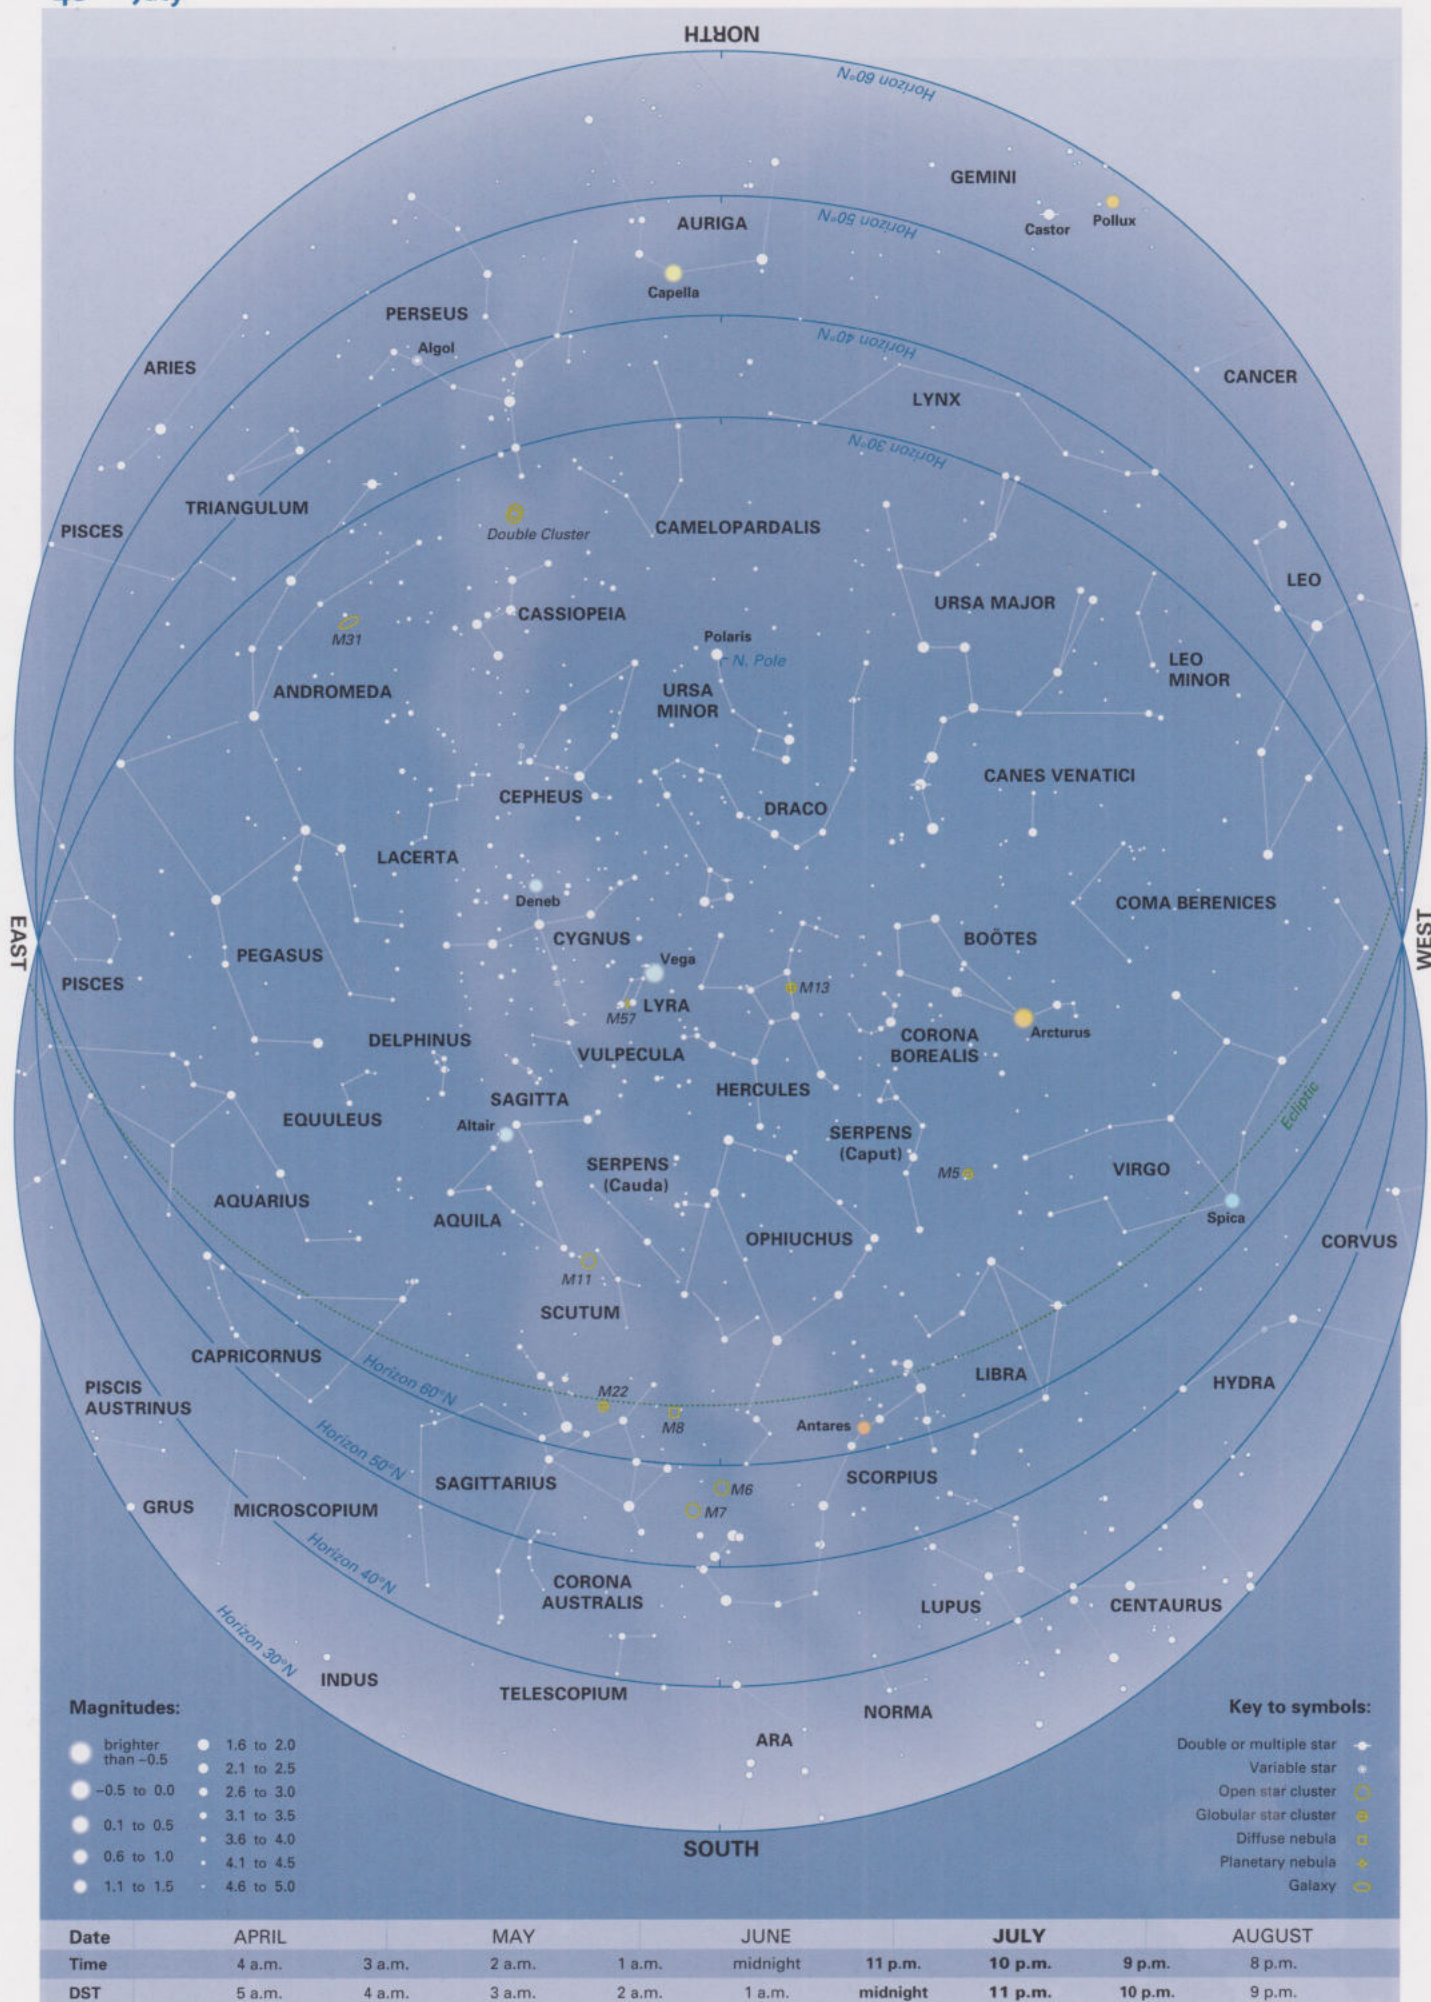 NORTH
Horizon 60°N
GEMINI
Pollux
Castor
AURIGA
Horizon 50°N
Capella
PERSEUS
Algol
Horizon 40°N
ARIES
CANCER
LYNX
Horizon 30°N
TRIANGULUM
PISCES
Double Cluster
CAMELOPARDALIS
LEO
URSA MAJOR
CASSIOPEIA
M31
Polaris
N. Pole
LEO
MINOR
ANDROMEDA
URSA
MINOR
CANES VENATICI
CEPHEUS
DRACO
LACERTA
Deneb
COMA BERENICES
EAST
WEST
CYGNUS
BOÖTES
PEGASUS
Vega
PISCES
M13
LYRA
M57
Arcturus
DELPHINUS
CORONA
BOREALIS
VULPECULA
HERCULES
SAGITTA
Ecliptic
EQUULEUS
Altair
SERPENS
(Caput)
SERPENS
(Cauda)
M5
VIRGO
AQUARIUS
AQUILA
Spica
OPHIUCHUS
CORVUS
M11
SCUTUM
CAPRICORNUS
Horizon 60°N
LIBRA
HYDRA
PISCIS
AUSTRINUS
M22
M8
Antares
Horizon 50°N
SAGITTARIUS
SCORPIUS
M6
M7
GRUS
MICROSCOPIUM
Horizon 40°N
CORONA
AUSTRALIS
LUPUS
CENTAURUS
Horizon 30°N
INDUS
TELESCOPIUM
NORMA
ARA
SOUTH
Magnitudes:
brighter
than –0.5
–0.5 to 0.0
0.1 to 0.5
0.6 to 1.0
1.1 to 1.5
1.6 to 2.0
2.1 to 2.5
2.6 to 3.0
3.1 to 3.5
3.6 to 4.0
4.1 to 4.5
4.6 to 5.0
Key to symbols:
Double or multiple star
Variable star
Open star cluster
Globular star cluster
Diffuse nebula
Planetary nebula
Galaxy
Date APRIL MAY JUNE JULY AUGUST
Time 4 a.m. 3 a.m. 2 a.m. 1 a.m. midnight 11 p.m. 10 p.m. 9 p.m. 8 p.m.
DST 5 a.m. 4 a.m. 3 a.m. 2 a.m. 1 a.m. midnight 11 p.m. 10 p.m. 9 p.m.